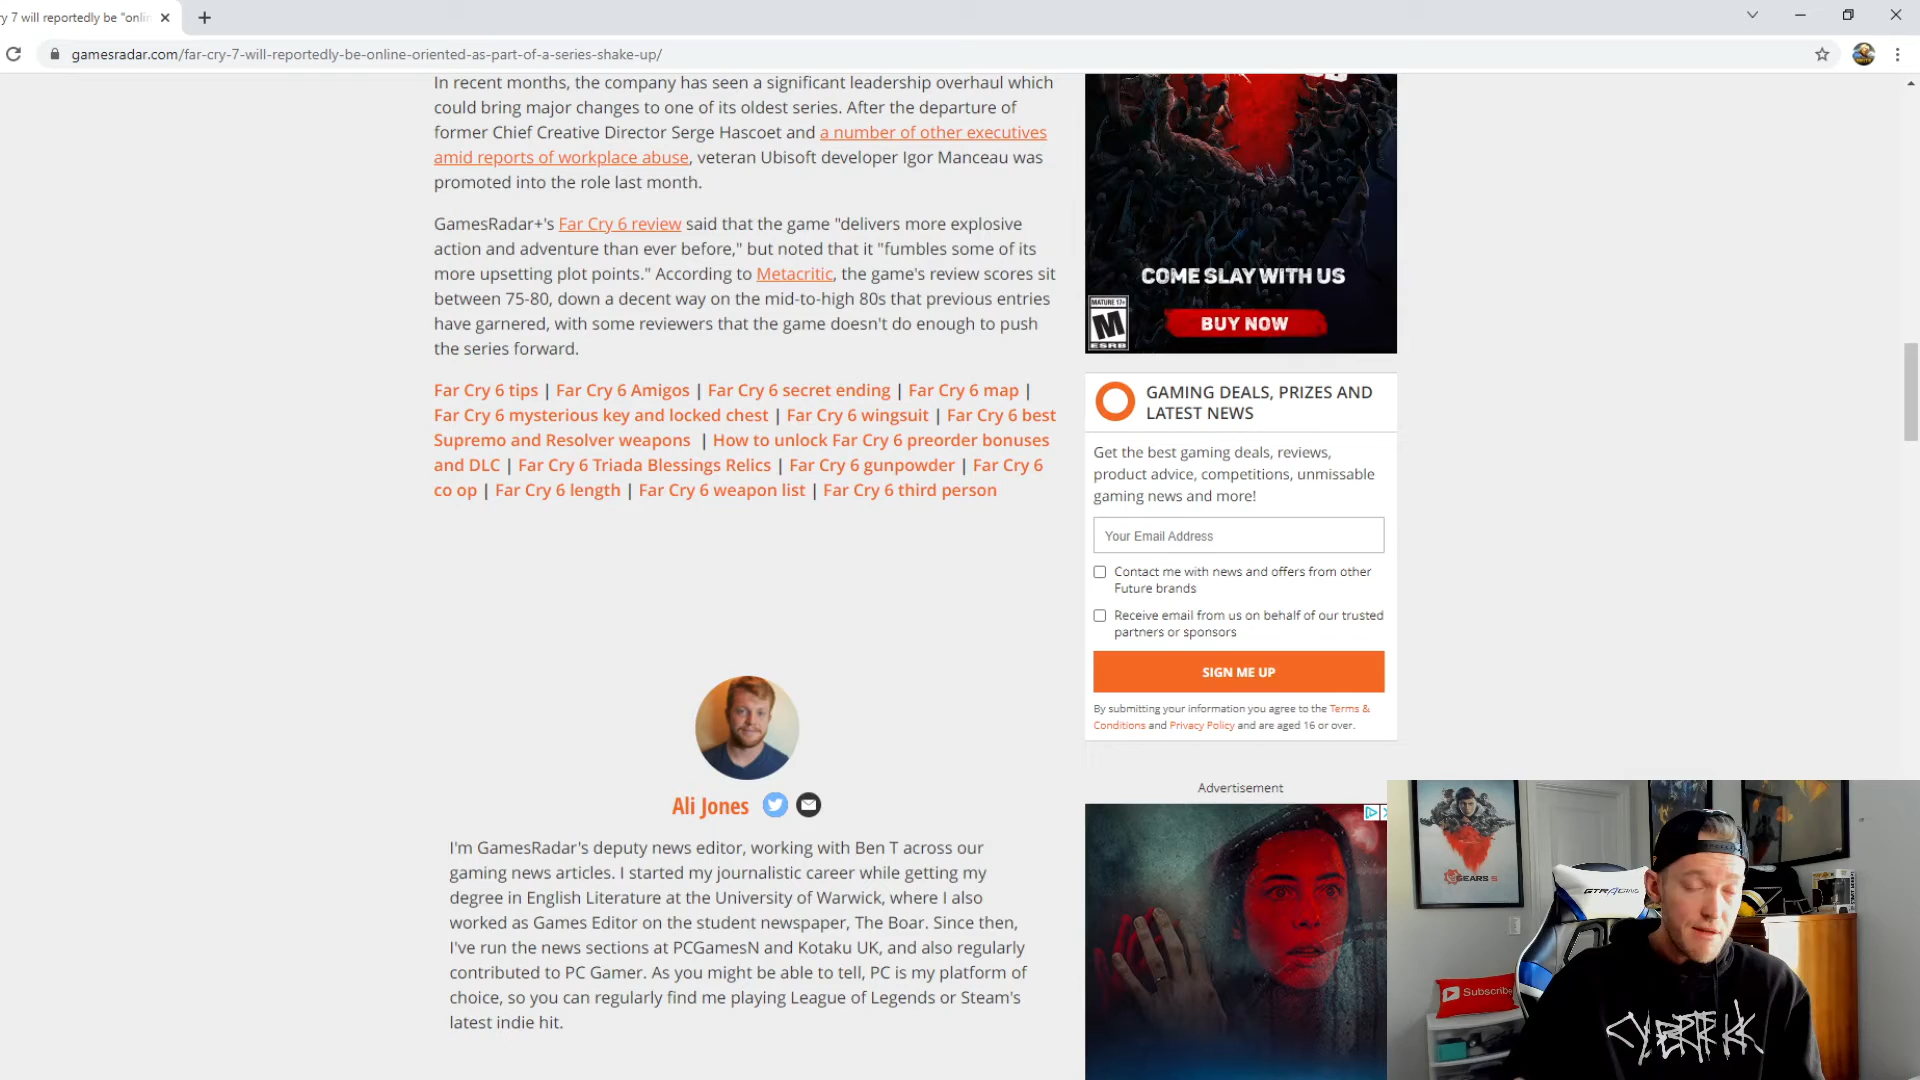 ry 7 will reportedly be "onlin
gamesradar.com/far-cry-7-will-reportedly-be-online-oriented-as-part-of-a-series-shake-up/
In recent months, the company has seen a significant leadership overhaul which
could bring major changes to one of its oldest series. After the departure of
former Chief Creative Director Serge Hascoet and a number of other executives
amid reports of workplace abuse, veteran Ubisoft developer Igor Manceau was
promoted into the role last month.
GamesRadar+'s Far Cry 6 review said that the game "delivers more explosive
action and adventure than ever before," but noted that it "fumbles some of its
more upsetting plot points." According to Metacritic, the game's review scores sit
between 75-80, down a decent way on the mid-to-high 80s that previous entries
have garnered, with some reviewers that the game doesn't do enough to push
the series forward.
Far Cry 6 tips | Far Cry 6 Amigos | Far Cry 6 secret ending | Far Cry 6 map |
Far Cry 6 mysterious key and locked chest | Far Cry 6 wingsuit | Far Cry 6 best
Supremo and Resolver weapons | How to unlock Far Cry 6 preorder bonuses
and DLC | Far Cry 6 Triada Blessings Relics | Far Cry 6 gunpowder | Far Cry 6
co op | Far Cry 6 length | Far Cry 6 weapon list | Far Cry 6 third person
Ali Jones
I'm GamesRadar's deputy news editor, working with Ben T across our
gaming news articles. I started my journalistic career while getting my
degree in English Literature at the University of Warwick, where I also
worked as Games Editor on the student newspaper, The Boar. Since then,
I've run the news sections at PCGamesN and Kotaku UK, and also regularly
contributed to PC Gamer. As you might be able to tell, PC is my platform of
choice, so you can regularly find me playing League of Legends or Steam's
latest indie hit.
COME SLAY WITH US
MATURE 17+
M
ESRB
BUY NOW
GAMING DEALS, PRIZES AND
LATEST NEWS
Get the best gaming deals, reviews,
product advice, competitions, unmissable
gaming news and more!
Your Email Address
Contact me with news and offers from other
Future brands
Receive email from us on behalf of our trusted
partners or sponsors
SIGN ME UP
By submitting your information you agree to the Terms &
Conditions and Privacy Policy and are aged 16 or over.
Advertisement
GEARS 5
GTRACING
Subscribe